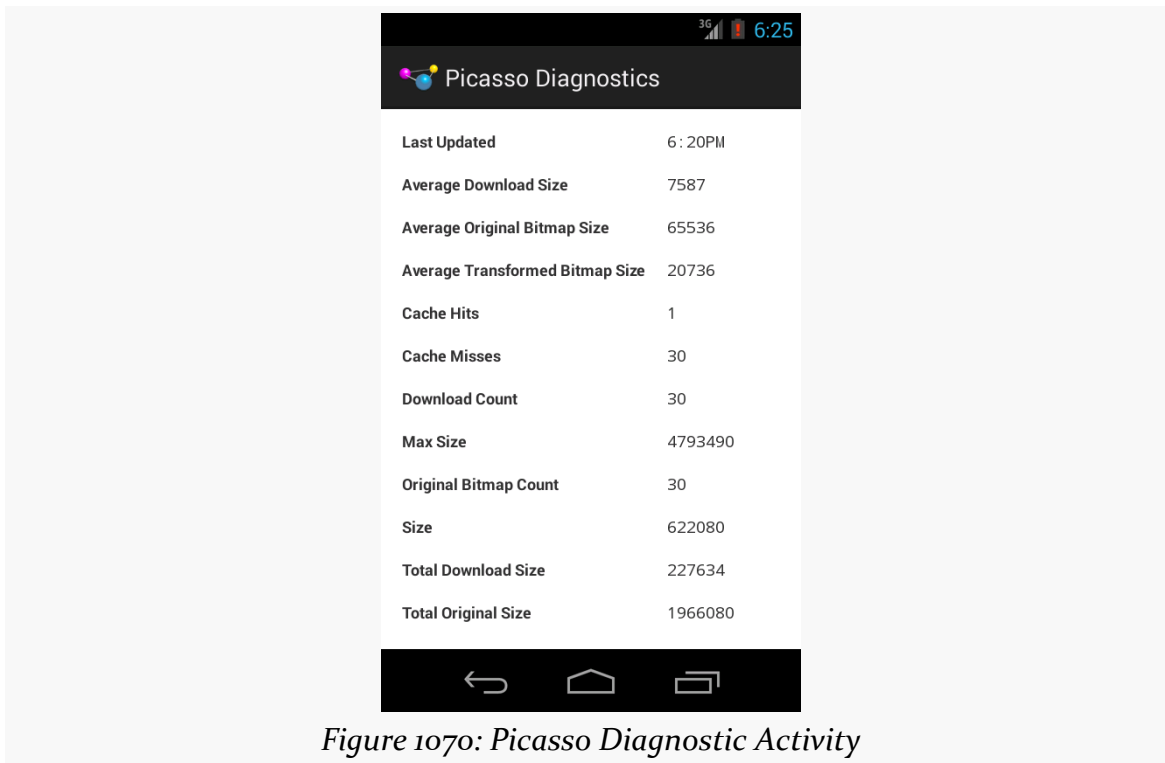 3G 6:25
Picasso Diagnostics
Last Updated 6:20PM
Average Download Size 7587
Average Original Bitmap Size 65536
Average Transformed Bitmap Size 20736
Cache Hits 1
Cache Misses 30
Download Count 30
Max Size 4793490
Original Bitmap Count 30
Size 622080
Total Download Size 227634
Total Original Size 1966080
Figure 1070: Picasso Diagnostic Activity